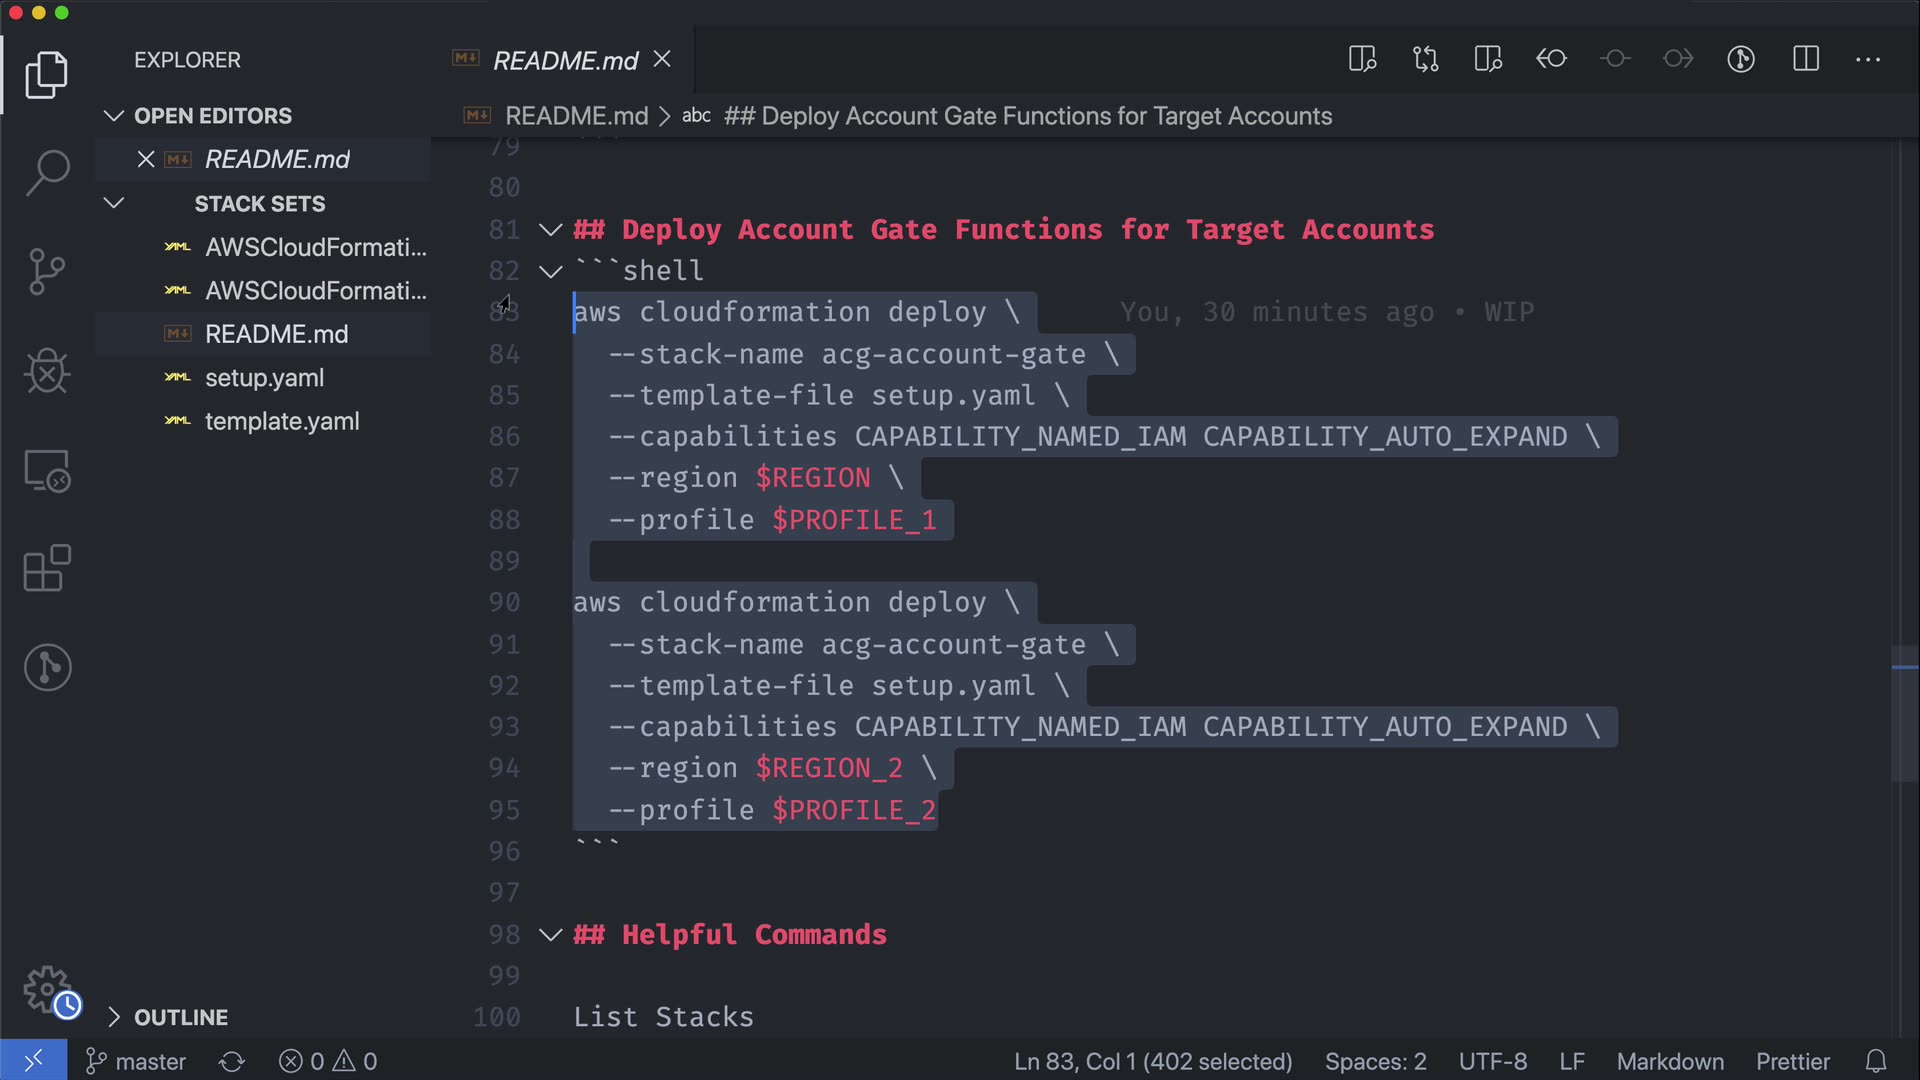 EXPLORER
README.md
OPEN EDITORS
README.md > abc ## Deploy Account Gate Functions for Target Accounts
README.md
STACK SETS
AWSCloudFormati...
AWSCloudFormati...
README.md
setup.yaml
template.yaml
79 ```
80
81 ## Deploy Account Gate Functions for Target Accounts
82 ```shell
83 aws cloudformation deploy \ You, 30 minutes ago • WIP
84 --stack-name acg-account-gate \
85 --template-file setup.yaml \
86 --capabilities CAPABILITY_NAMED_IAM CAPABILITY_AUTO_EXPAND \
87 --region $REGION \
88 --profile $PROFILE_1
89
90 aws cloudformation deploy \
91 --stack-name acg-account-gate \
92 --template-file setup.yaml \
93 --capabilities CAPABILITY_NAMED_IAM CAPABILITY_AUTO_EXPAND \
94 --region $REGION_2 \
95 --profile $PROFILE_2
96 ```
97
98 ## Helpful Commands
99
100 List Stacks
OUTLINE
master 0 0 Ln 83, Col 1 (402 selected) Spaces: 2 UTF-8 LF Markdown Prettier